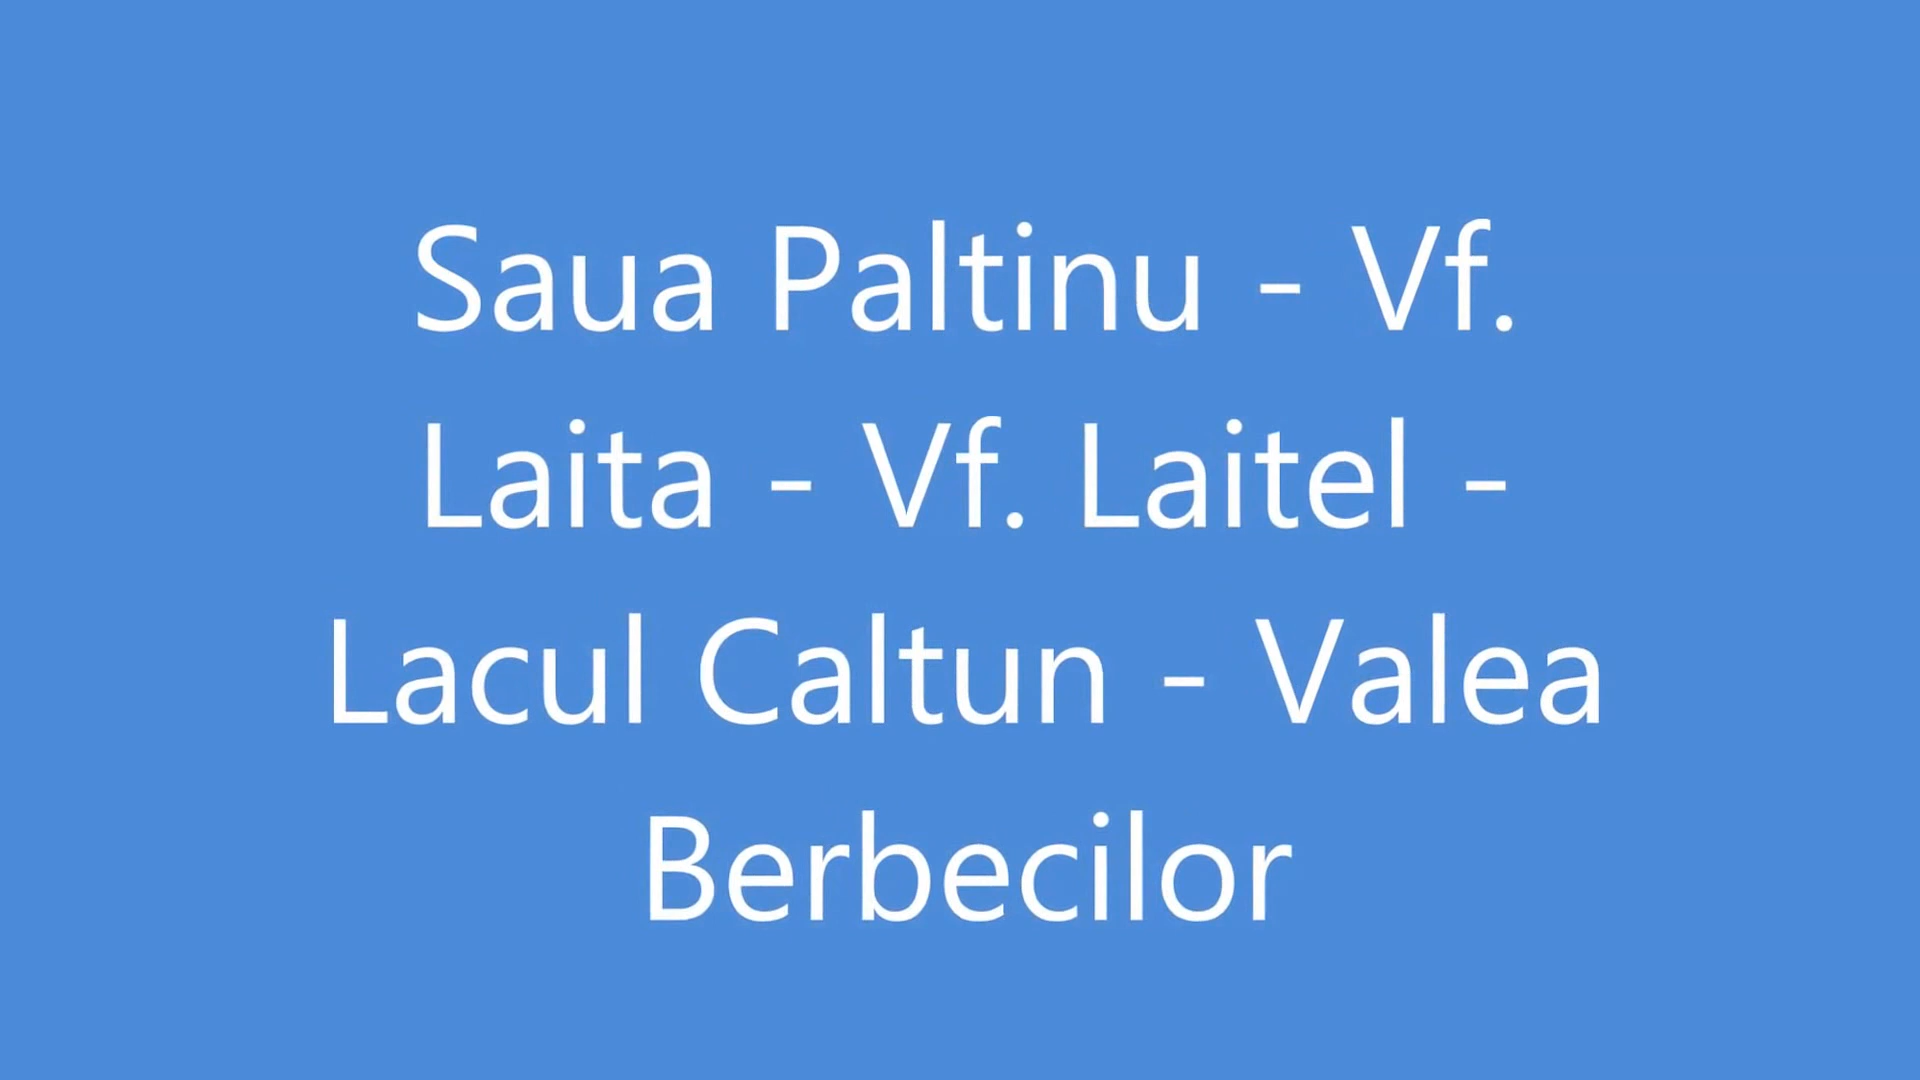 Saua Paltinu - Vf.
Laita - Vf. Laitel -
Lacul Caltun - Valea
Berbecilor